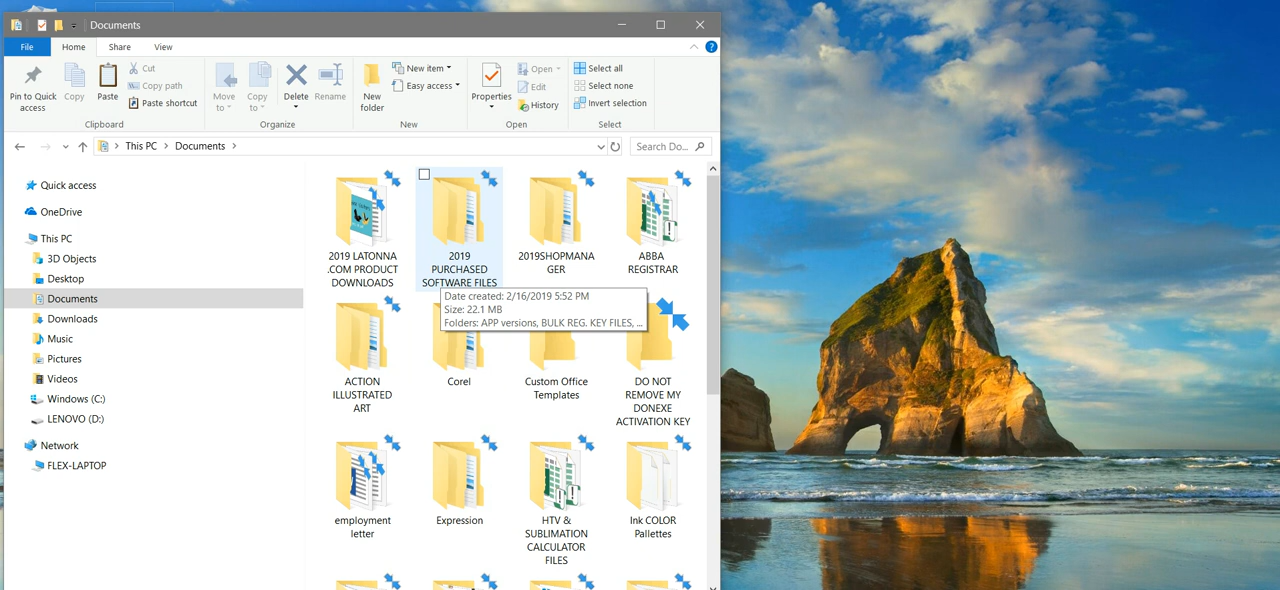 Documents
File
Home
Share
View
Pin to Quick
access
Copy
Paste
Cut
Copy path
Paste shortcut
Clipboard
Move
to
Copy
to
Delete
Rename
Organize
New
folder
New item
Easy access
New
Properties
Open
Edit
History
Open
Select all
Select none
Invert selection
Select
This PC
Documents
Search Do...
Quick access
OneDrive
This PC
3D Objects
Desktop
Documents
Downloads
Music
Pictures
Videos
Windows (C:)
LENOVO (D:)
Network
FLEX-LAPTOP
2019 LATONNA
.COM PRODUCT
DOWNLOADS
2019
PURCHASED
SOFTWARE FILES
2019SHOPMANA
GER
ABBA
REGISTRAR
Date created: 2/16/2019 5:52 PM
Size: 22.1 MB
Folders: APP versions, BULK REG. KEY FILES, ...
ACTION
ILLUSTRATED
ART
Corel
Custom Office
Templates
DO NOT
REMOVE MY
DONEXE
ACTIVATION KEY
employment
letter
Expression
HTV &
SUBLIMATION
CALCULATOR
FILES
Ink COLOR
Pallettes